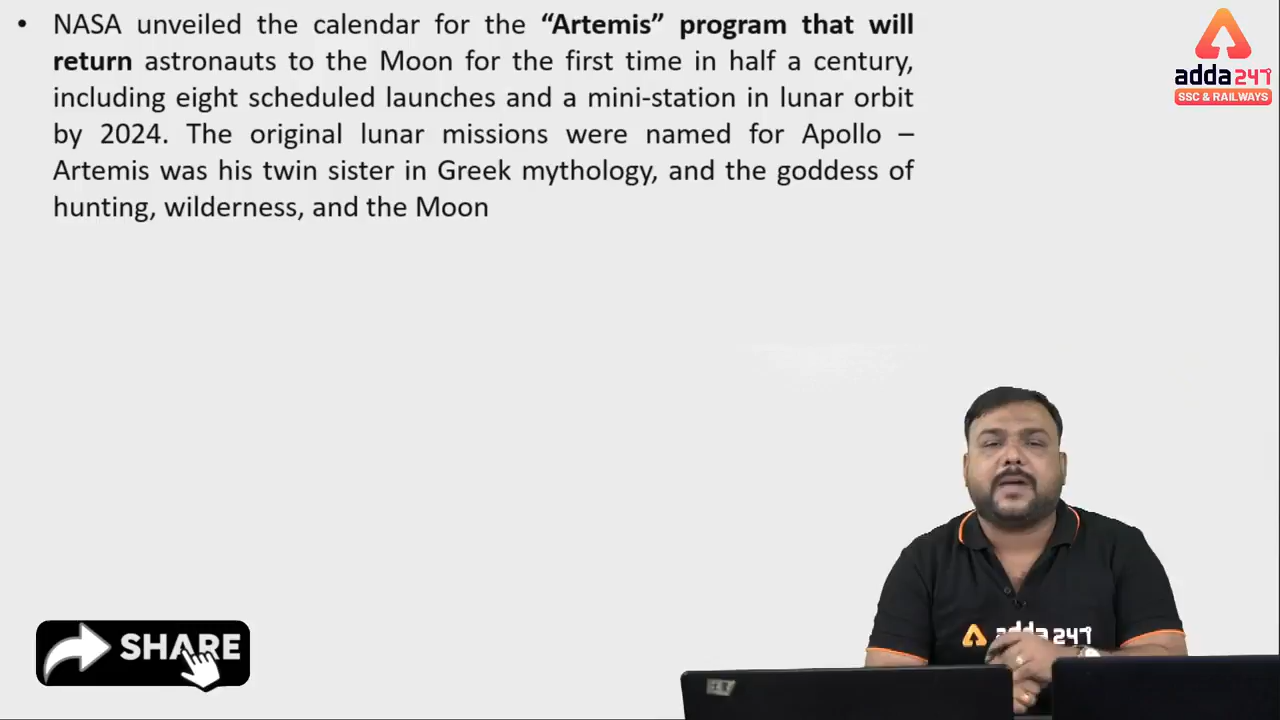 • NASA unveiled the calendar for the “Artemis” program that will
return astronauts to the Moon for the first time in half a century,
including eight scheduled launches and a mini-station in lunar orbit
by 2024. The original lunar missions were named for Apollo –
Artemis was his twin sister in Greek mythology, and the goddess of
hunting, wilderness, and the Moon
adda247
SSC & RAILWAYS
adda 247
SHARE